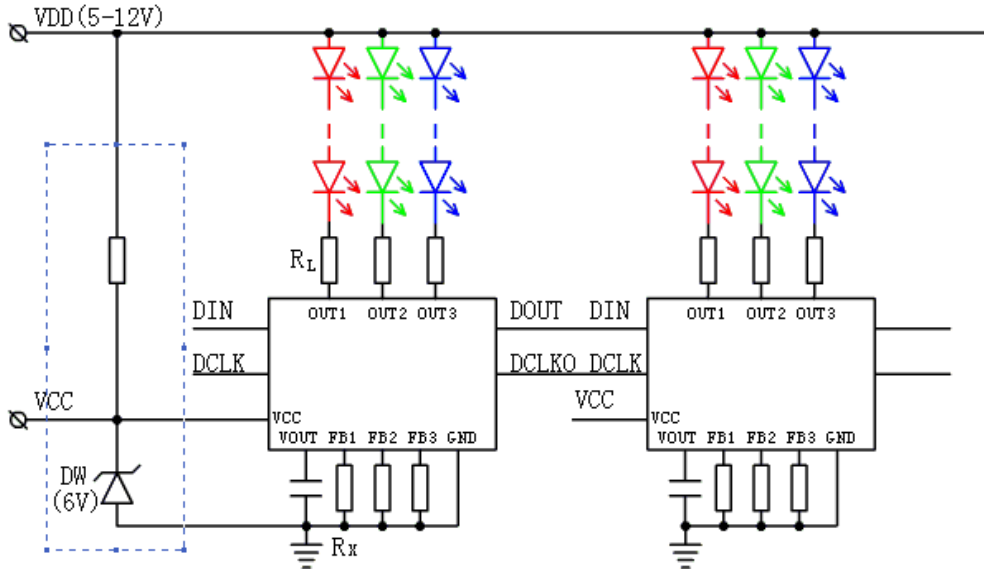 VDD(5-12V)
RL
OUT1 OUT2 OUT3
OUT1 OUT2 OUT3
DIN
DOUT DIN
DCLK
DCLKO DCLK
VCC
VCC
VCC
VCC
VOUT FB1 FB2 FB3 GND
VOUT FB1 FB2 FB3 GND
DW
(6V)
Rx